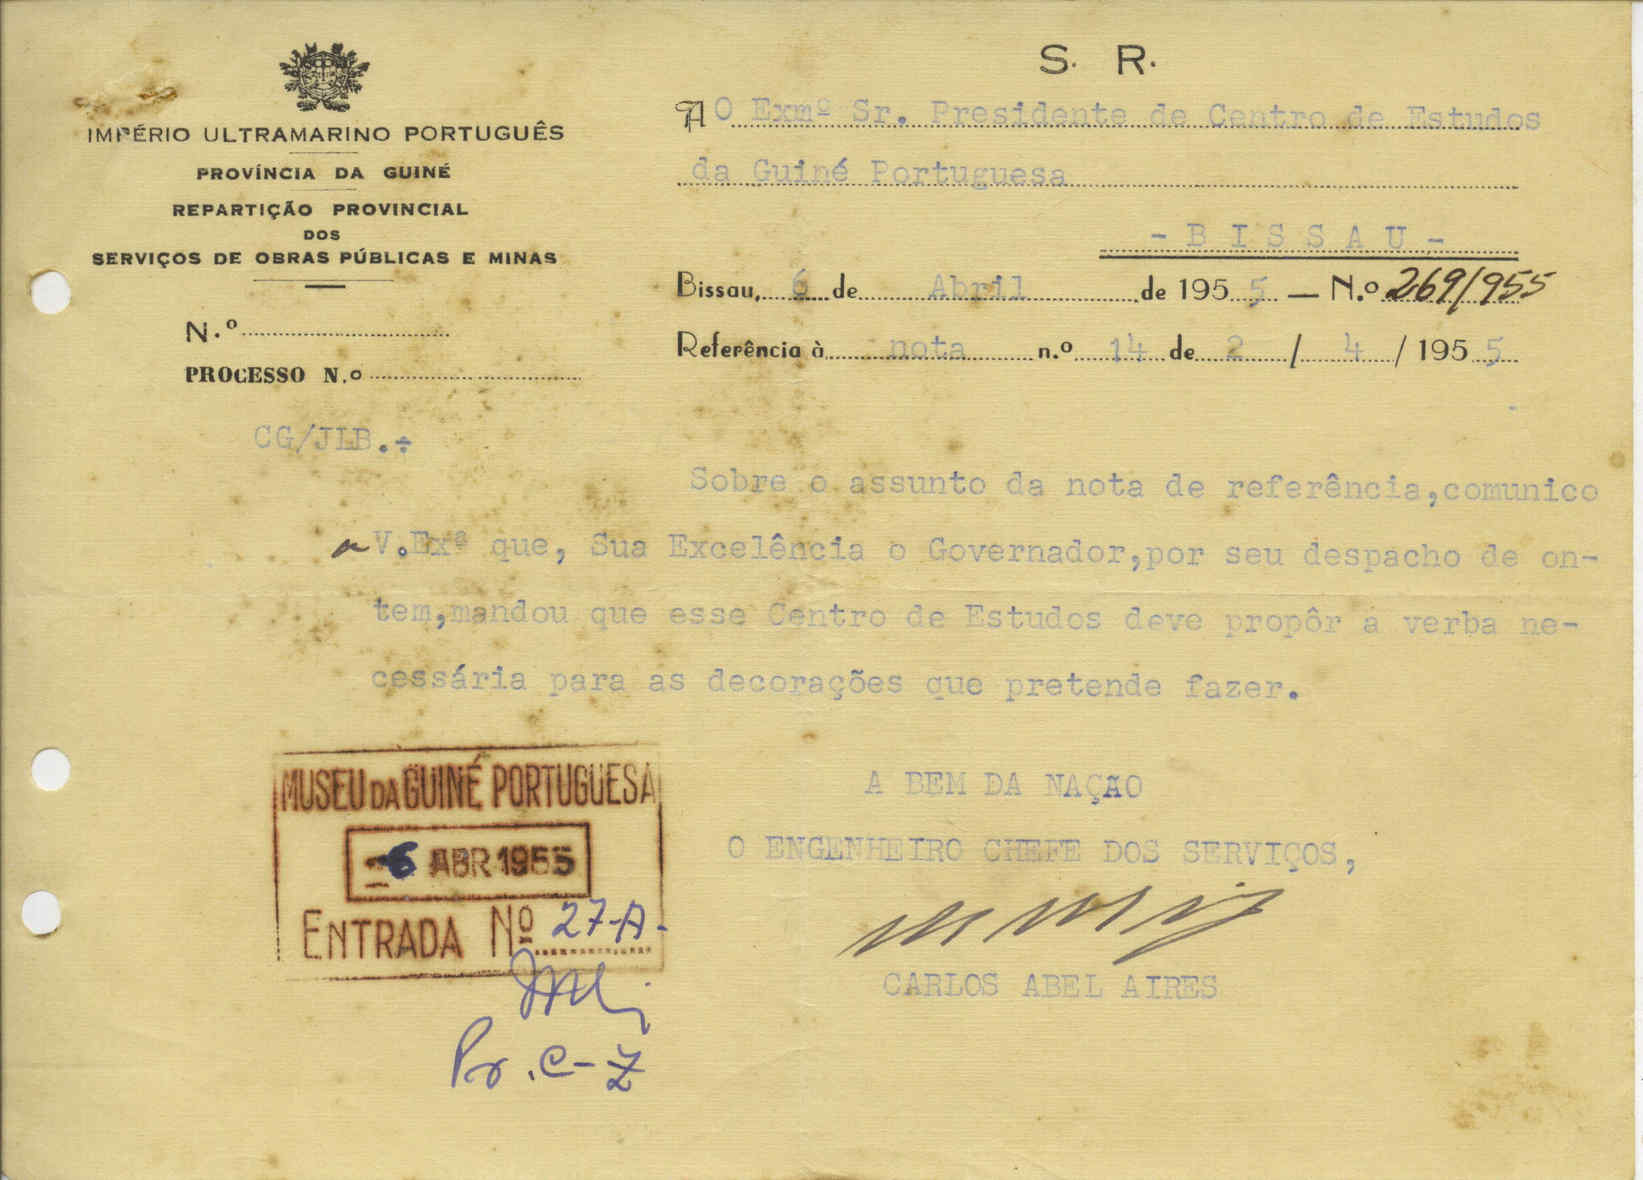 IMPÉRIO ULTRAMARINO PORTUGUÊS
PROVÍNCIA DA GUINÉ
REPARTIÇÃO PROVINCIAL
DOS
SERVIÇOS DE OBRAS PÚBLICAS E MINAS
N.º
PROCESSO N.o
S. R.
AO Exmº Sr. Presidente de Centro de Estudos
da Guiné Portuguesa
- B I S S A U -
Bissau, 6 de Abril de 1955 — N.o 269/955
Referência à nota n.o 14 de 2 / 4 / 1955
CG/JLB.÷
Sobre o assunto da nota de referência,comunico
a V.Exª que, Sua Excelência o Governador,por seu despacho de on-
tem,mandou que esse Centro de Estudos deve propôr a verba ne-
cessária para as decorações que pretende fazer.
A BEM DA NAÇÃO
O ENGENHEIRO CHEFE DOS SERVIÇOS,
CARLOS ABEL AIRES
MUSEU DA GUINÉ PORTUGUESA
-6 ABR 1955
ENTRADA Nº 27-A-
Pr. C-Z